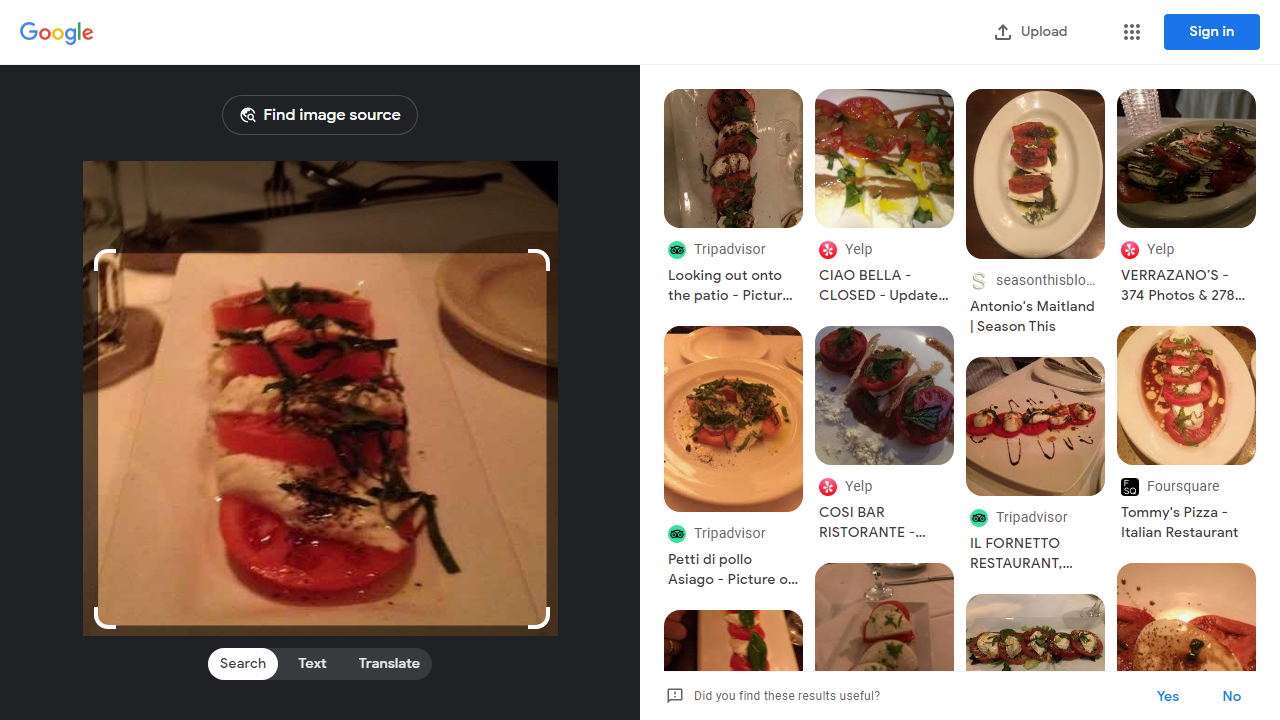 Google
Upload
Sign in
Find image source
Search
Text
Translate
Tripadvisor
Looking out onto
the patio - Pictur...
Yelp
CIAO BELLA -
CLOSED - Update...
S
seasonthisblo...
Antonio's Maitland
| Season This
Yelp
VERRAZANO'S -
374 Photos & 278...
Tripadvisor
Petti di pollo
Asiago - Picture o...
Yelp
COSI BAR
RISTORANTE -...
Tripadvisor
IL FORNETTO
RESTAURANT,...
FSQ
Foursquare
Tommy's Pizza -
Italian Restaurant
Did you find these results useful?
Yes
No